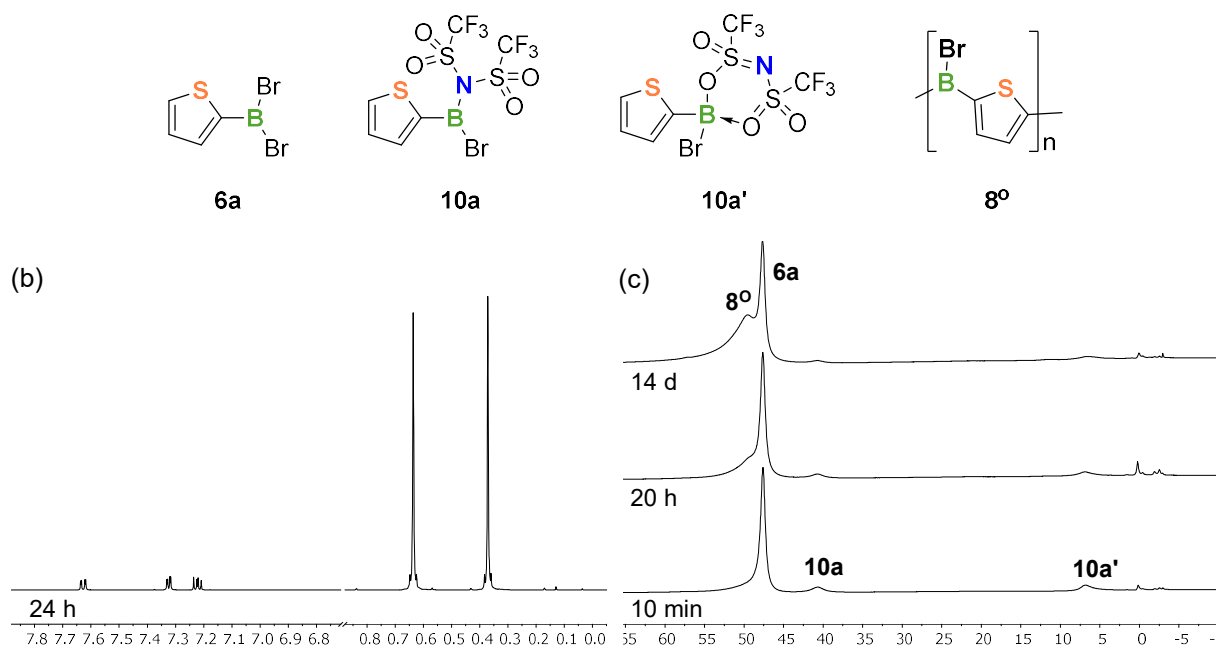 S B Br Br
6a
CF3 CF3 O S O N S O O S B Br
10a
CF3 O S N O S CF3 O O S B Br
10a'
Br B S n
8º
(b)
24 h
7.8 7.7 7.6 7.5 7.4 7.3 7.2 7.1 7.0 6.9 6.8 0.8 0.7 0.6 0.5 0.4 0.3 0.2 0.1 0.0
(c)
6a
8º
14 d
20 h
10a
10a'
10 min
55 50 45 40 35 30 25 20 15 10 5 0 -5